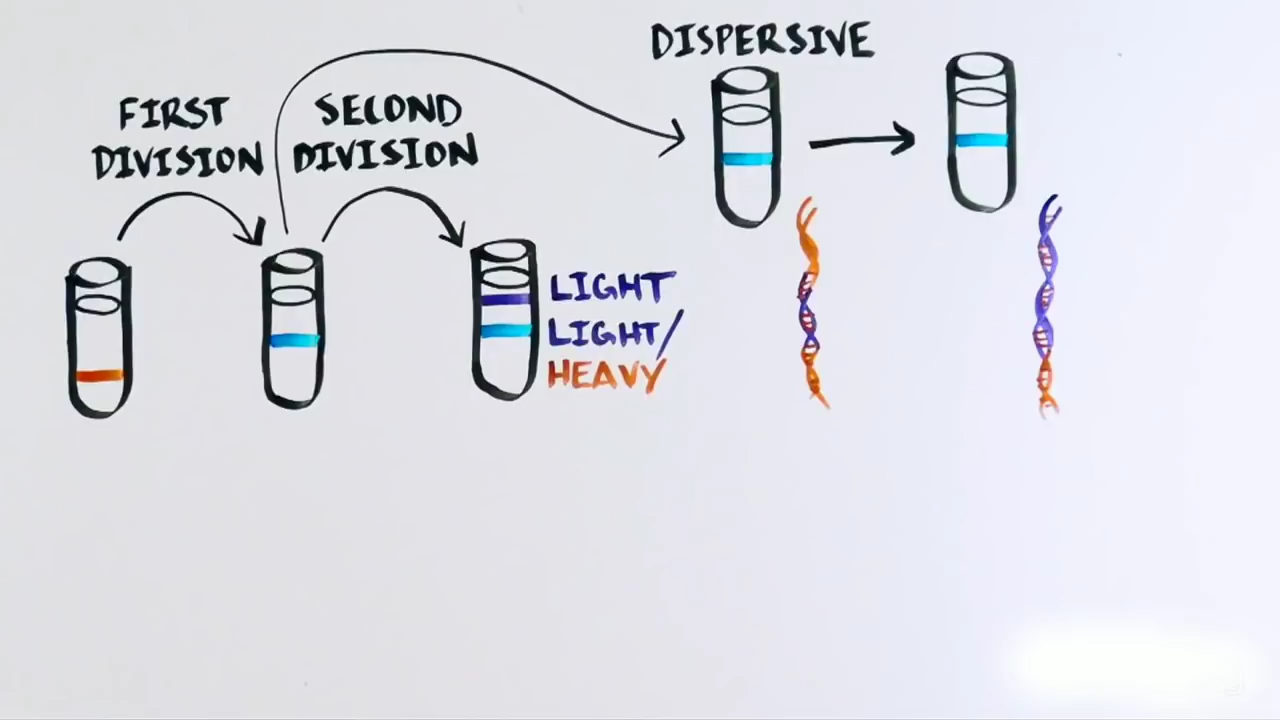 FIRST
DIVISION
SECOND
DIVISION
DISPERSIVE
LIGHT
LIGHT/
HEAVY